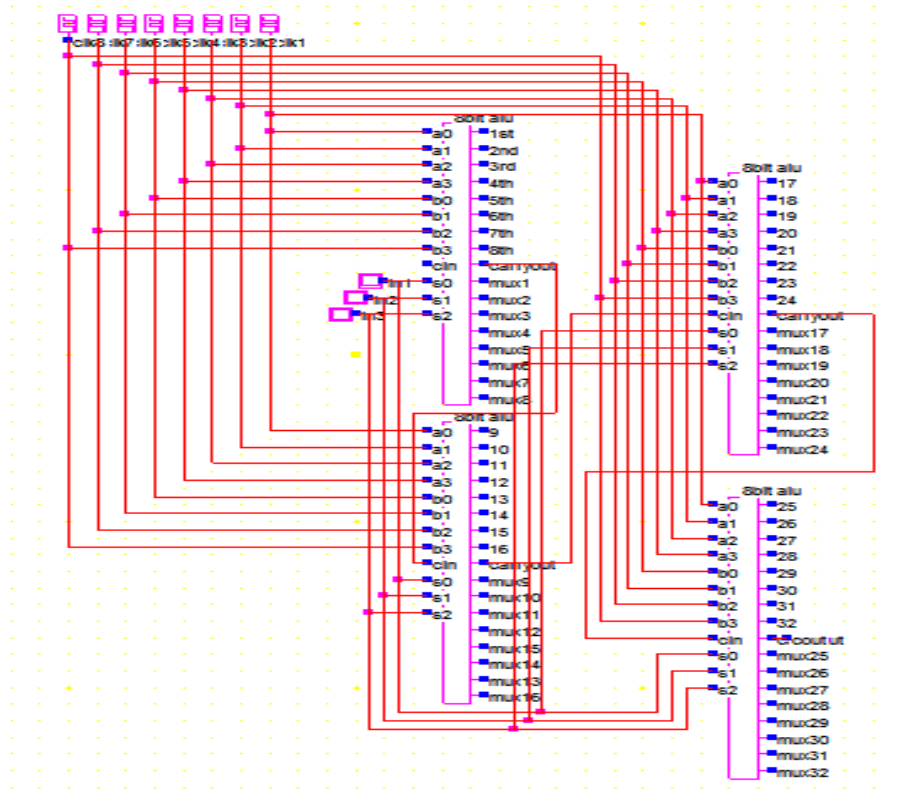 clk8 clk7 clk6 clk5 clk4 clk3 clk2 clk1
8bit alu
a0 1st
a1 2nd
a2 3rd
a3 4th
b0 5th
b1 6th
b2 7th
b3 8th
cin carryout
In1 s0 mux1
In2 s1 mux2
In3 s2 mux3
mux4
mux5
mux6
mux7
mux8
8bit alu
a0 9
a1 10
a2 11
a3 12
b0 13
b1 14
b2 15
b3 16
cin carryout
s0 mux9
s1 mux10
s2 mux11
mux12
mux15
mux14
mux13
mux16
8bit alu
a0 17
a1 18
a2 19
a3 20
b0 21
b1 22
b2 23
b3 24
cin carryout
s0 mux17
s1 mux18
s2 mux19
mux20
mux21
mux22
mux23
mux24
8bit alu
a0 25
a1 26
a2 27
a3 28
b0 29
b1 30
b2 31
b3 32
cin
s0 mux25
s1 mux26
s2 mux27
mux28
mux29
mux30
mux31
mux32